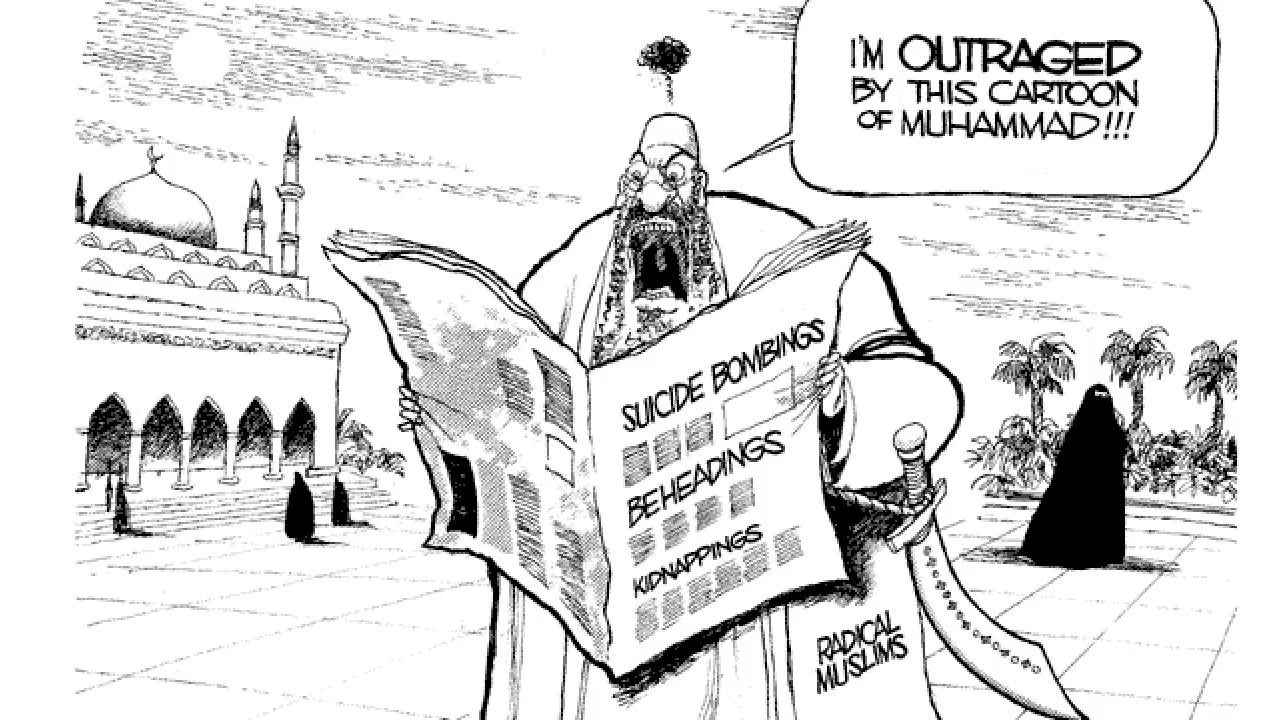 I'M OUTRAGED
BY THIS CARTOON
OF MUHAMMAD!!!
SUICIDE BOMBINGS
BEHEADINGS
KIDNAPPINGS
RADICAL
MUSLIMS